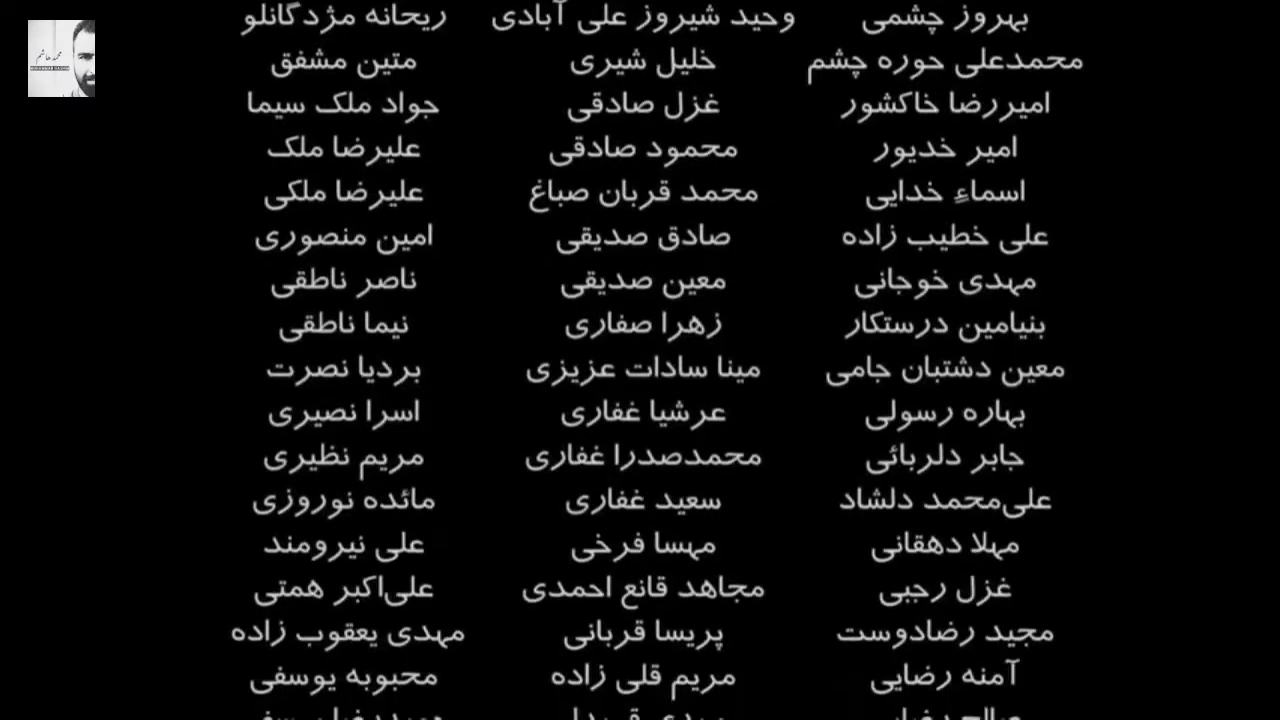 بهروز چشمی وحید شیروز علی آبادی ریحانه مژدگانلو
محمدعلی حوره چشم خلیل شیری متین مشفق
امیررضا خاکشور غزل صادقی جواد ملک سیما
امیر خدیور محمود صادقی علیرضا ملک
اسماءِ خدایی محمد قربان صباغ علیرضا ملکی
علی خطیب زاده صادق صدیقی امین منصوری
مهدی خوجانی معین صدیقی ناصر ناطقی
بنیامین درستکار زهرا صفاری نیما ناطقی
معین دشتبان جامی مینا سادات عزیزی بردیا نصرت
بهاره رسولی عرشیا غفاری اسرا نصیری
جابر دلربائی محمدصدرا غفاری مریم نظیری
علی‌محمد دلشاد سعید غفاری مائده نوروزی
مهلا دهقانی مهسا فرخی علی نیرومند
غزل رجبی مجاهد قانع احمدی علی‌اکبر همتی
مجید رضادوست پریسا قربانی مهدی یعقوب زاده
آمنه رضایی مریم قلی زاده محبوبه یوسفی